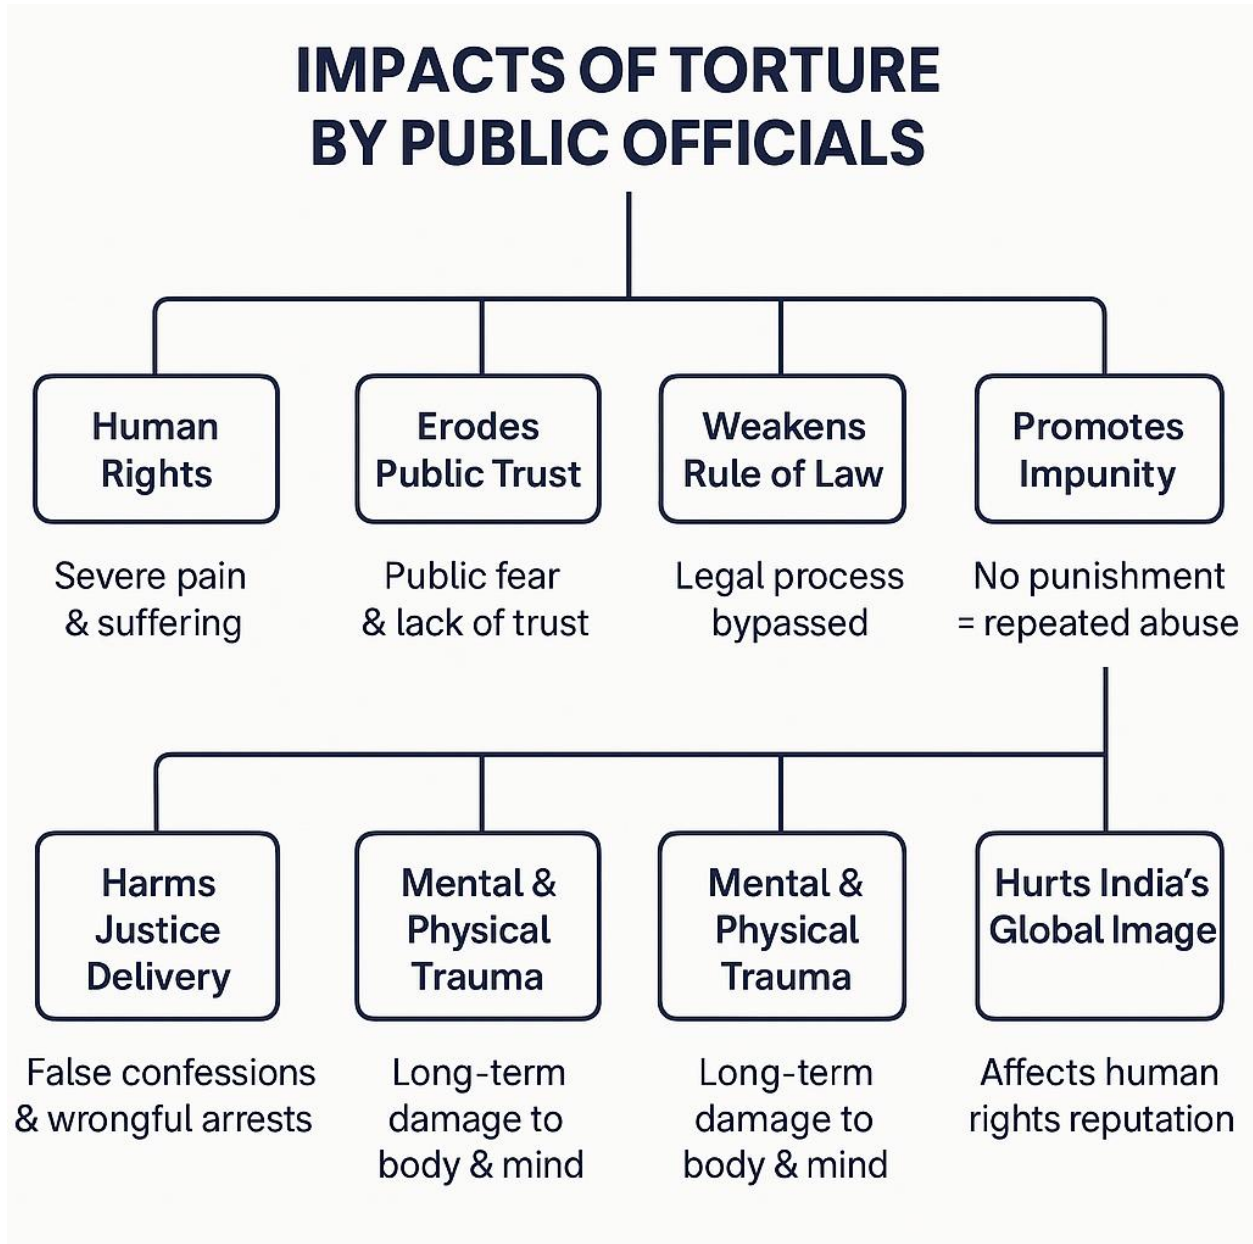 IMPACTS OF TORTURE
BY PUBLIC OFFICIALS
Human
Rights
Severe pain
& suffering
Erodes
Public Trust
Public fear
& lack of trust
Weakens
Rule of Law
Legal process
bypassed
Promotes
Impunity
No punishment
= repeated abuse
Harms
Justice
Delivery
False confessions
& wrongful arrests
Mental &
Physical
Trauma
Long-term
damage to
body & mind
Mental &
Physical
Trauma
Long-term
damage to
body & mind
Hurts India's
Global Image
Affects human
rights reputation